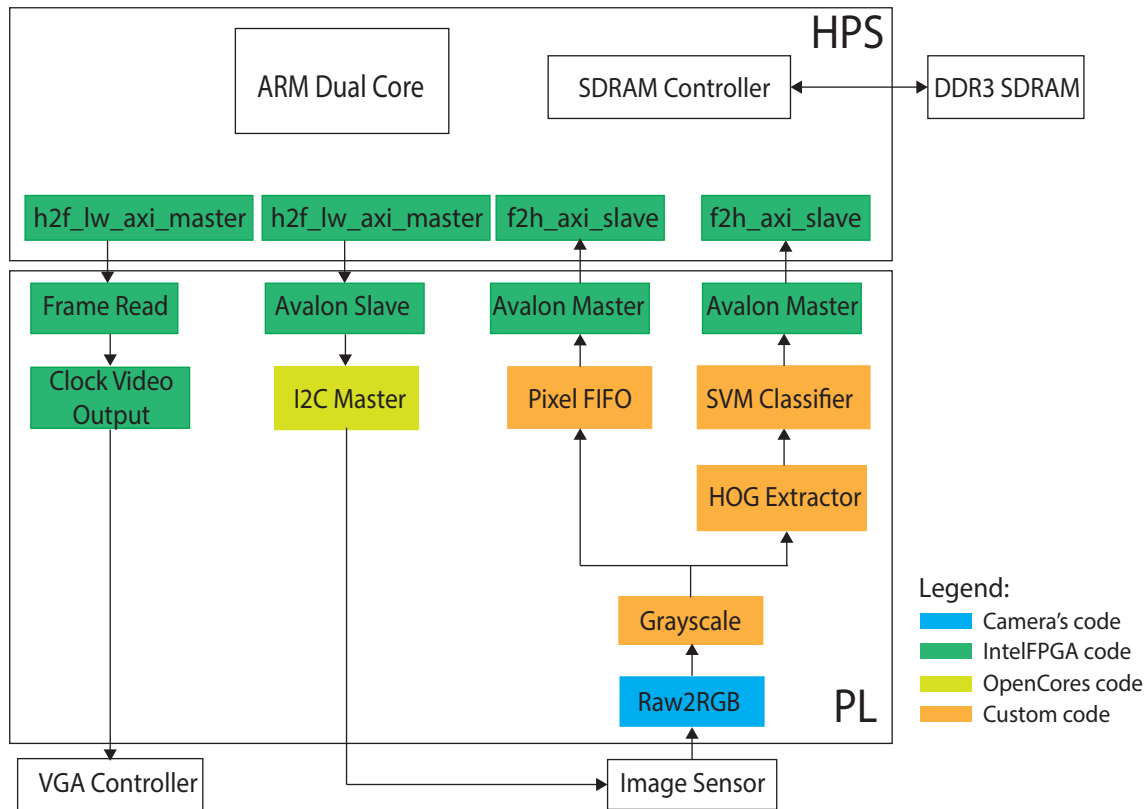 HPS
ARM Dual Core
SDRAM Controller
DDR3 SDRAM
h2f_lw_axi_master
h2f_lw_axi_master
f2h_axi_slave
f2h_axi_slave
Frame Read
Avalon Slave
Avalon Master
Avalon Master
Clock Video
Output
I2C Master
Pixel FIFO
SVM Classifier
HOG Extractor
Grayscale
Raw2RGB
PL
VGA Controller
Image Sensor
Legend:
Camera's code
IntelFPGA code
OpenCores code
Custom code